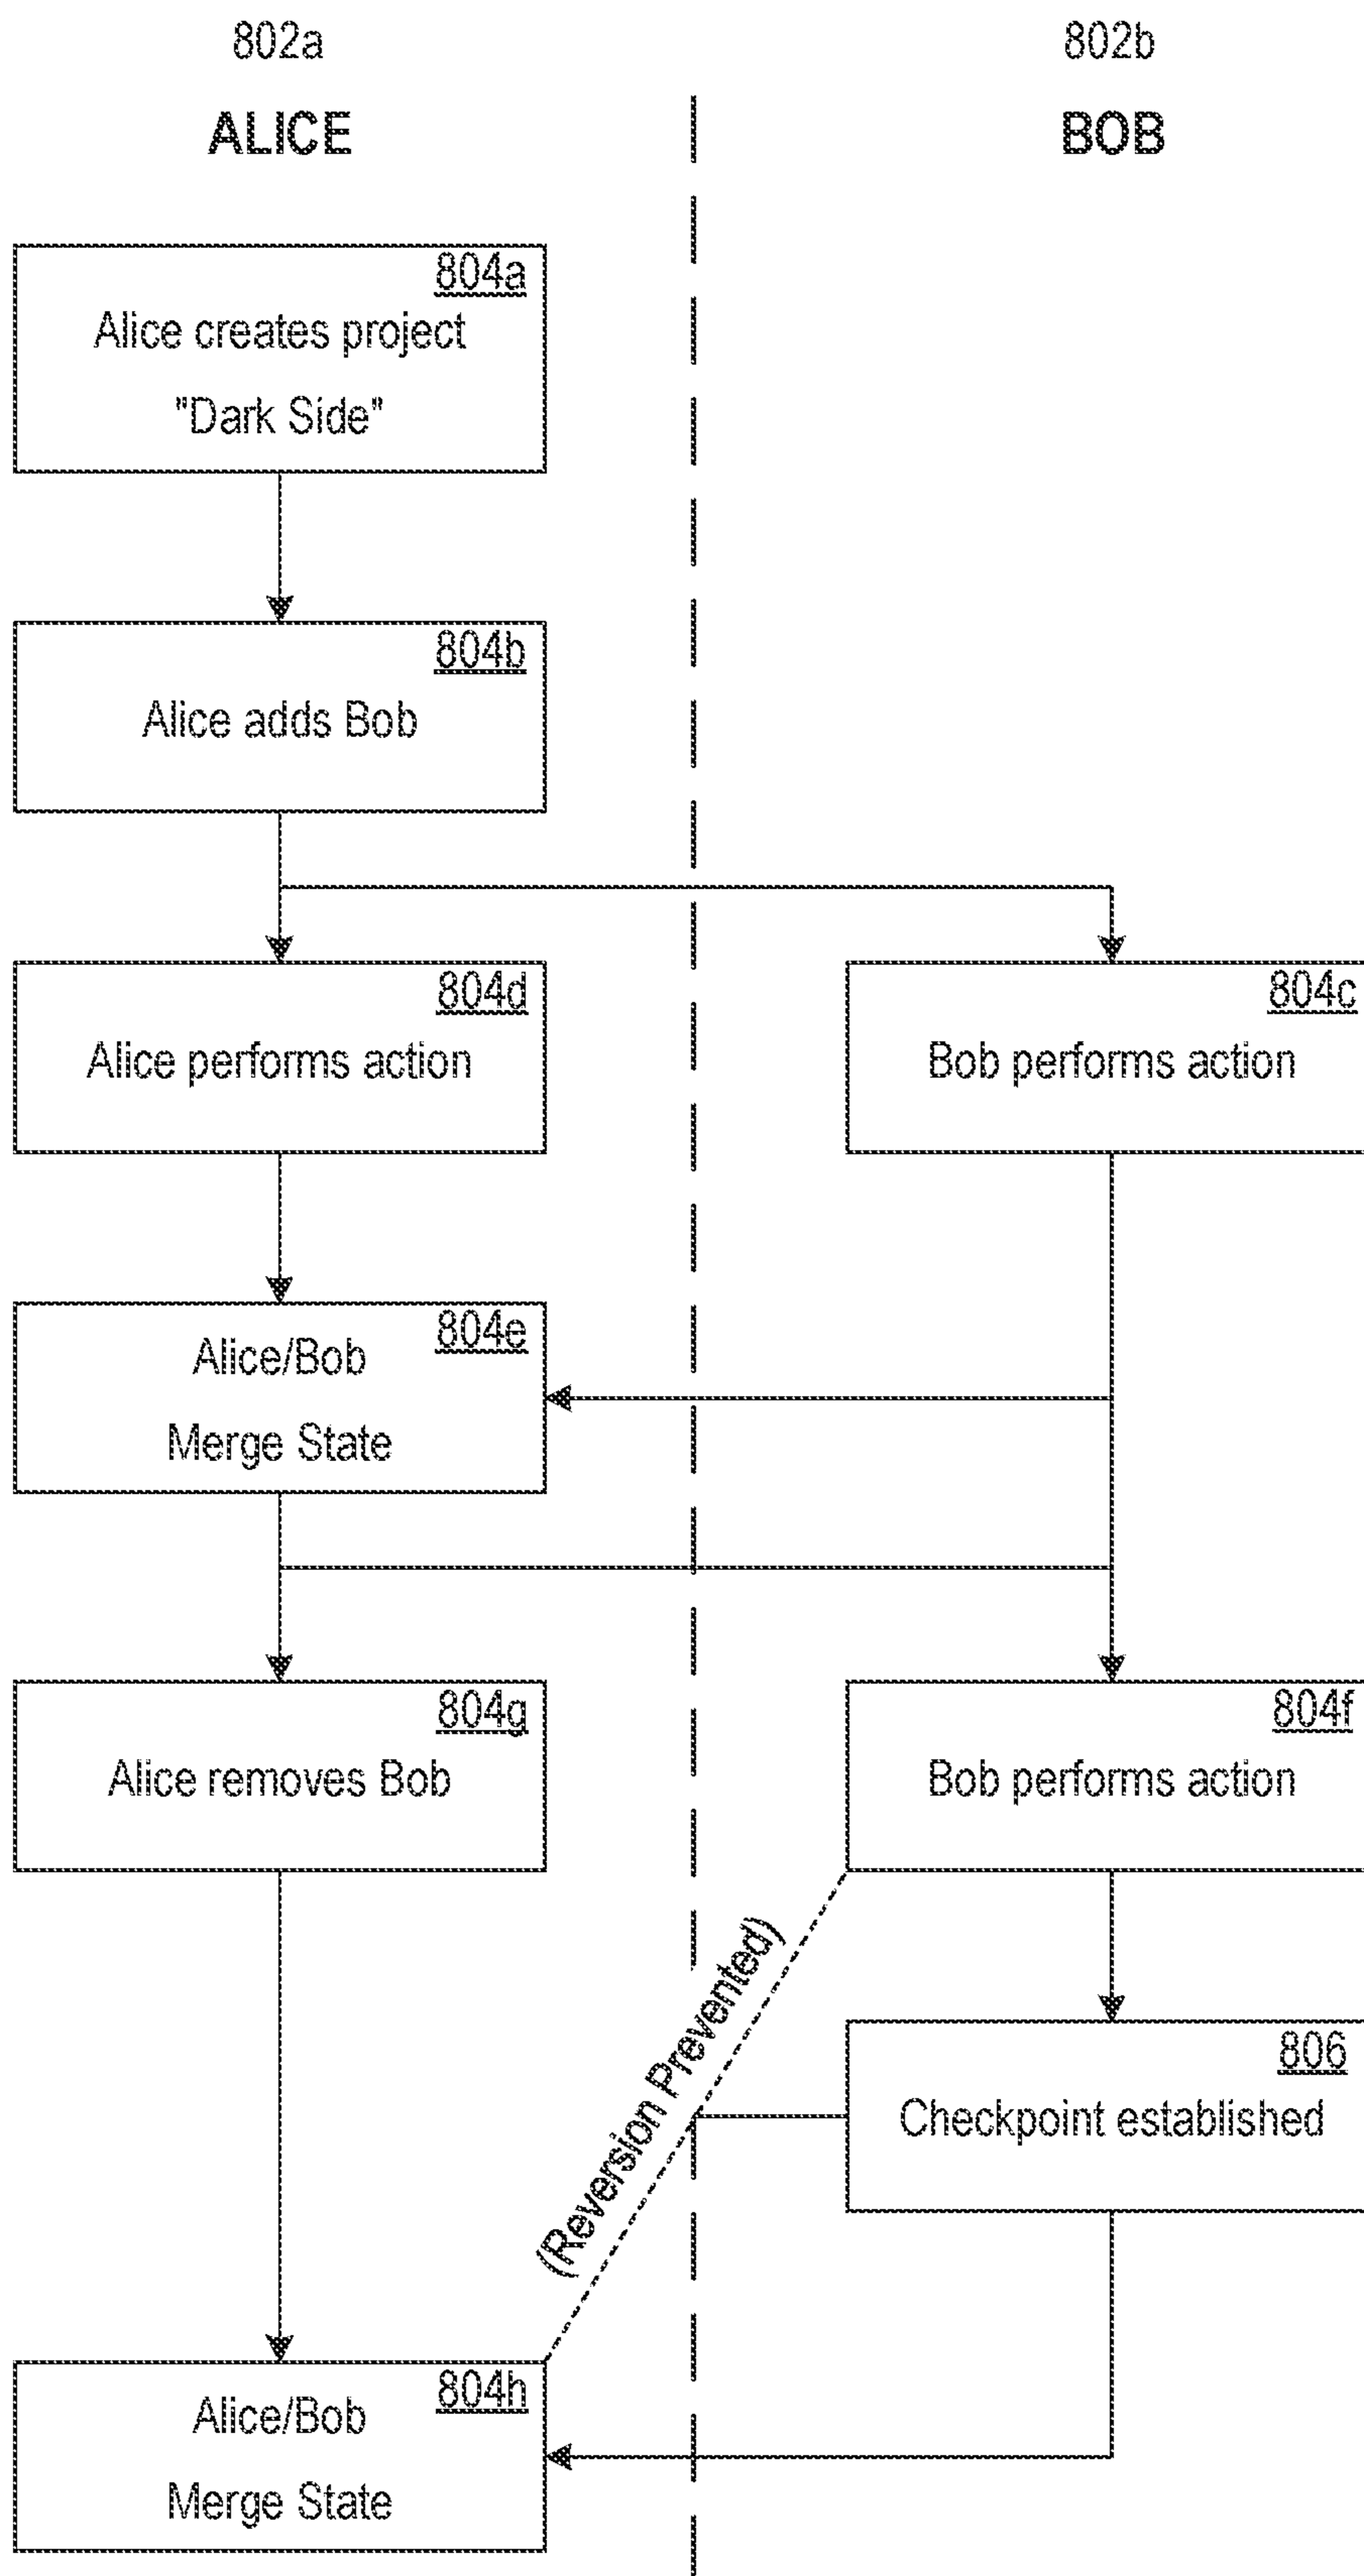 802a
802b
ALICE
BOB
804a
Alice creates project
"Dark Side"
804b
Alice adds Bob
804d
Alice performs action
804c
Bob performs action
804e
Alice/Bob
Merge State
804g
Alice removes Bob
804f
Bob performs action
(Reversion Prevented)
806
Checkpoint established
804h
Alice/Bob
Merge State